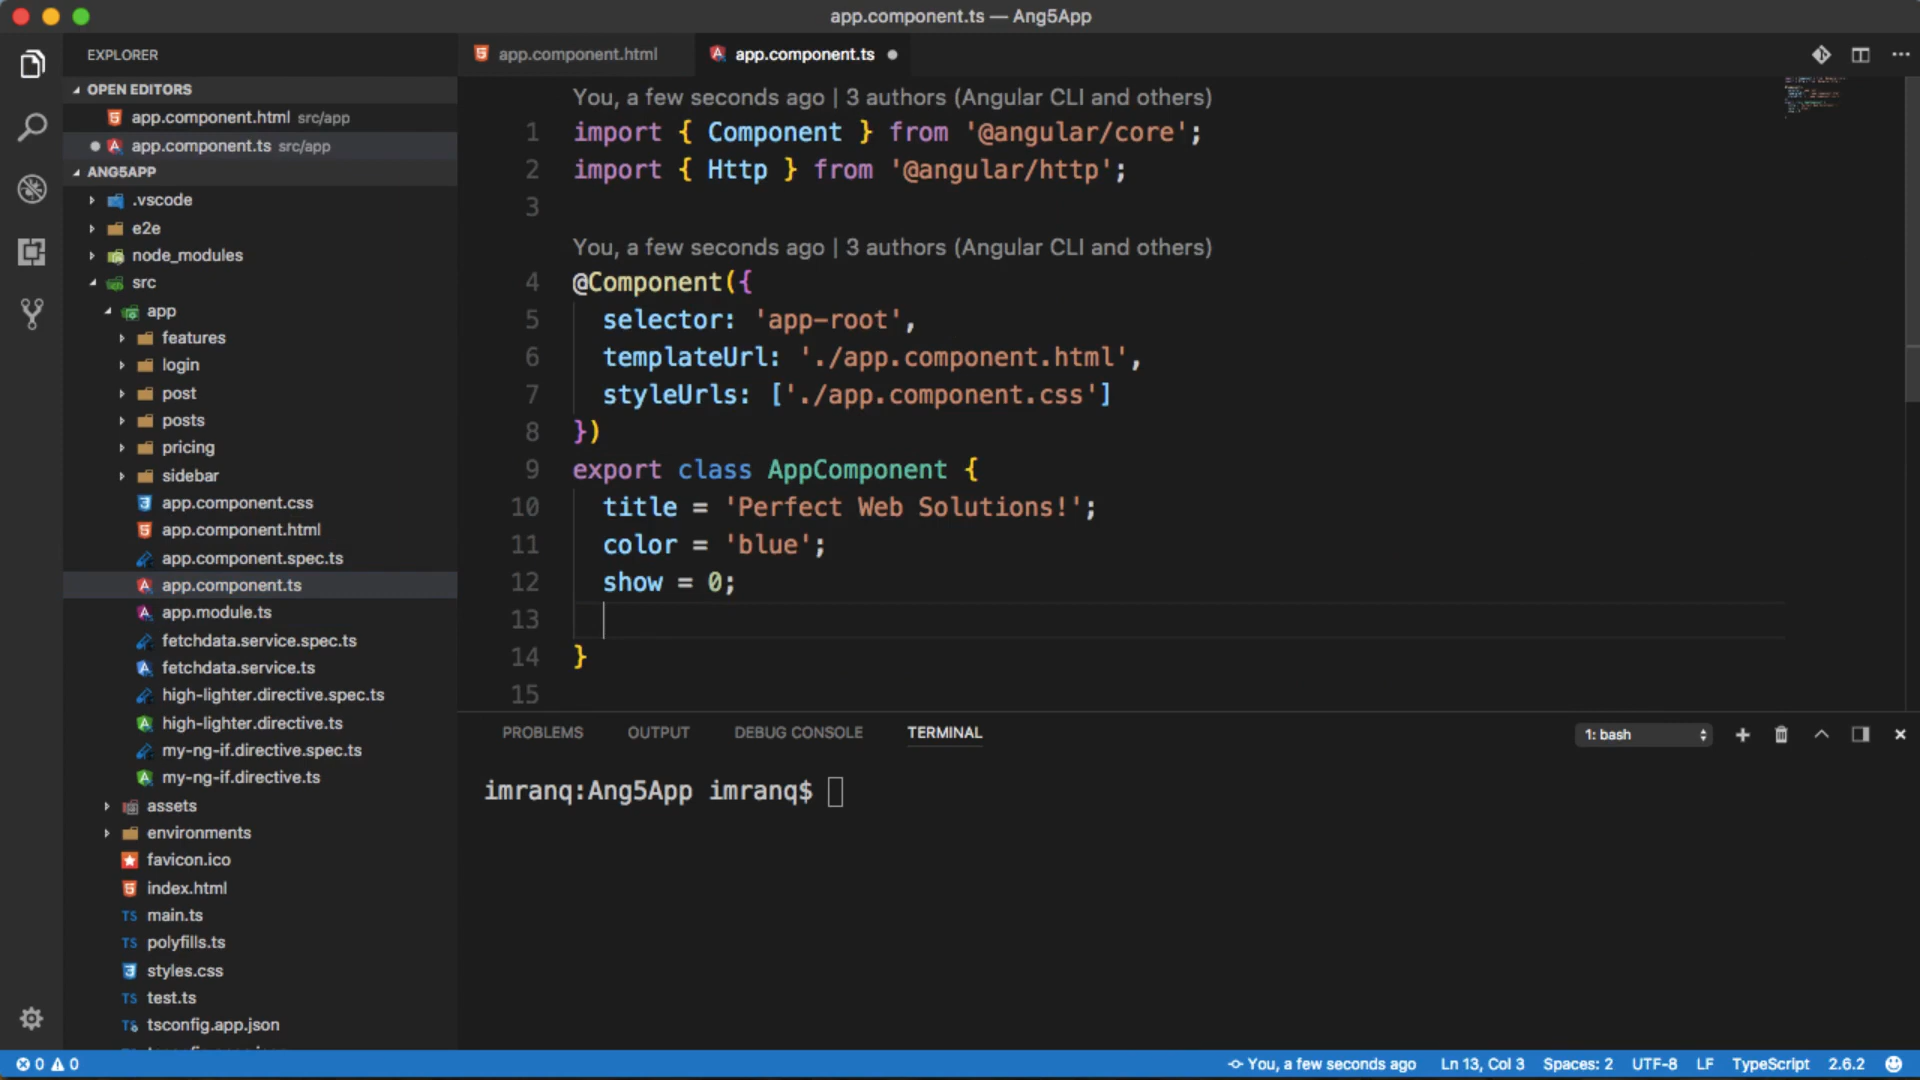 app.component.ts — Ang5App
EXPLORER
app.component.html
app.component.ts
OPEN EDITORS
app.component.html src/app
app.component.ts src/app
ANG5APP
.vscode
e2e
node_modules
src
app
features
login
post
posts
pricing
sidebar
app.component.css
app.component.html
app.component.spec.ts
app.component.ts
app.module.ts
fetchdata.service.spec.ts
fetchdata.service.ts
high-lighter.directive.spec.ts
high-lighter.directive.ts
my-ng-if.directive.spec.ts
my-ng-if.directive.ts
assets
environments
favicon.ico
index.html
main.ts
polyfills.ts
styles.css
test.ts
tsconfig.app.json
You, a few seconds ago | 3 authors (Angular CLI and others)
1 import { Component } from '@angular/core';
2 import { Http } from '@angular/http';
3
You, a few seconds ago | 3 authors (Angular CLI and others)
4 @Component({
5 selector: 'app-root',
6 templateUrl: './app.component.html',
7 styleUrls: ['./app.component.css']
8 })
9 export class AppComponent {
10 title = 'Perfect Web Solutions!';
11 color = 'blue';
12 show = 0;
13
14 }
15
PROBLEMS OUTPUT DEBUG CONSOLE TERMINAL 1: bash
imranq:Ang5App imranq$
0 0 You, a few seconds ago Ln 13, Col 3 Spaces: 2 UTF-8 LF TypeScript 2.6.2